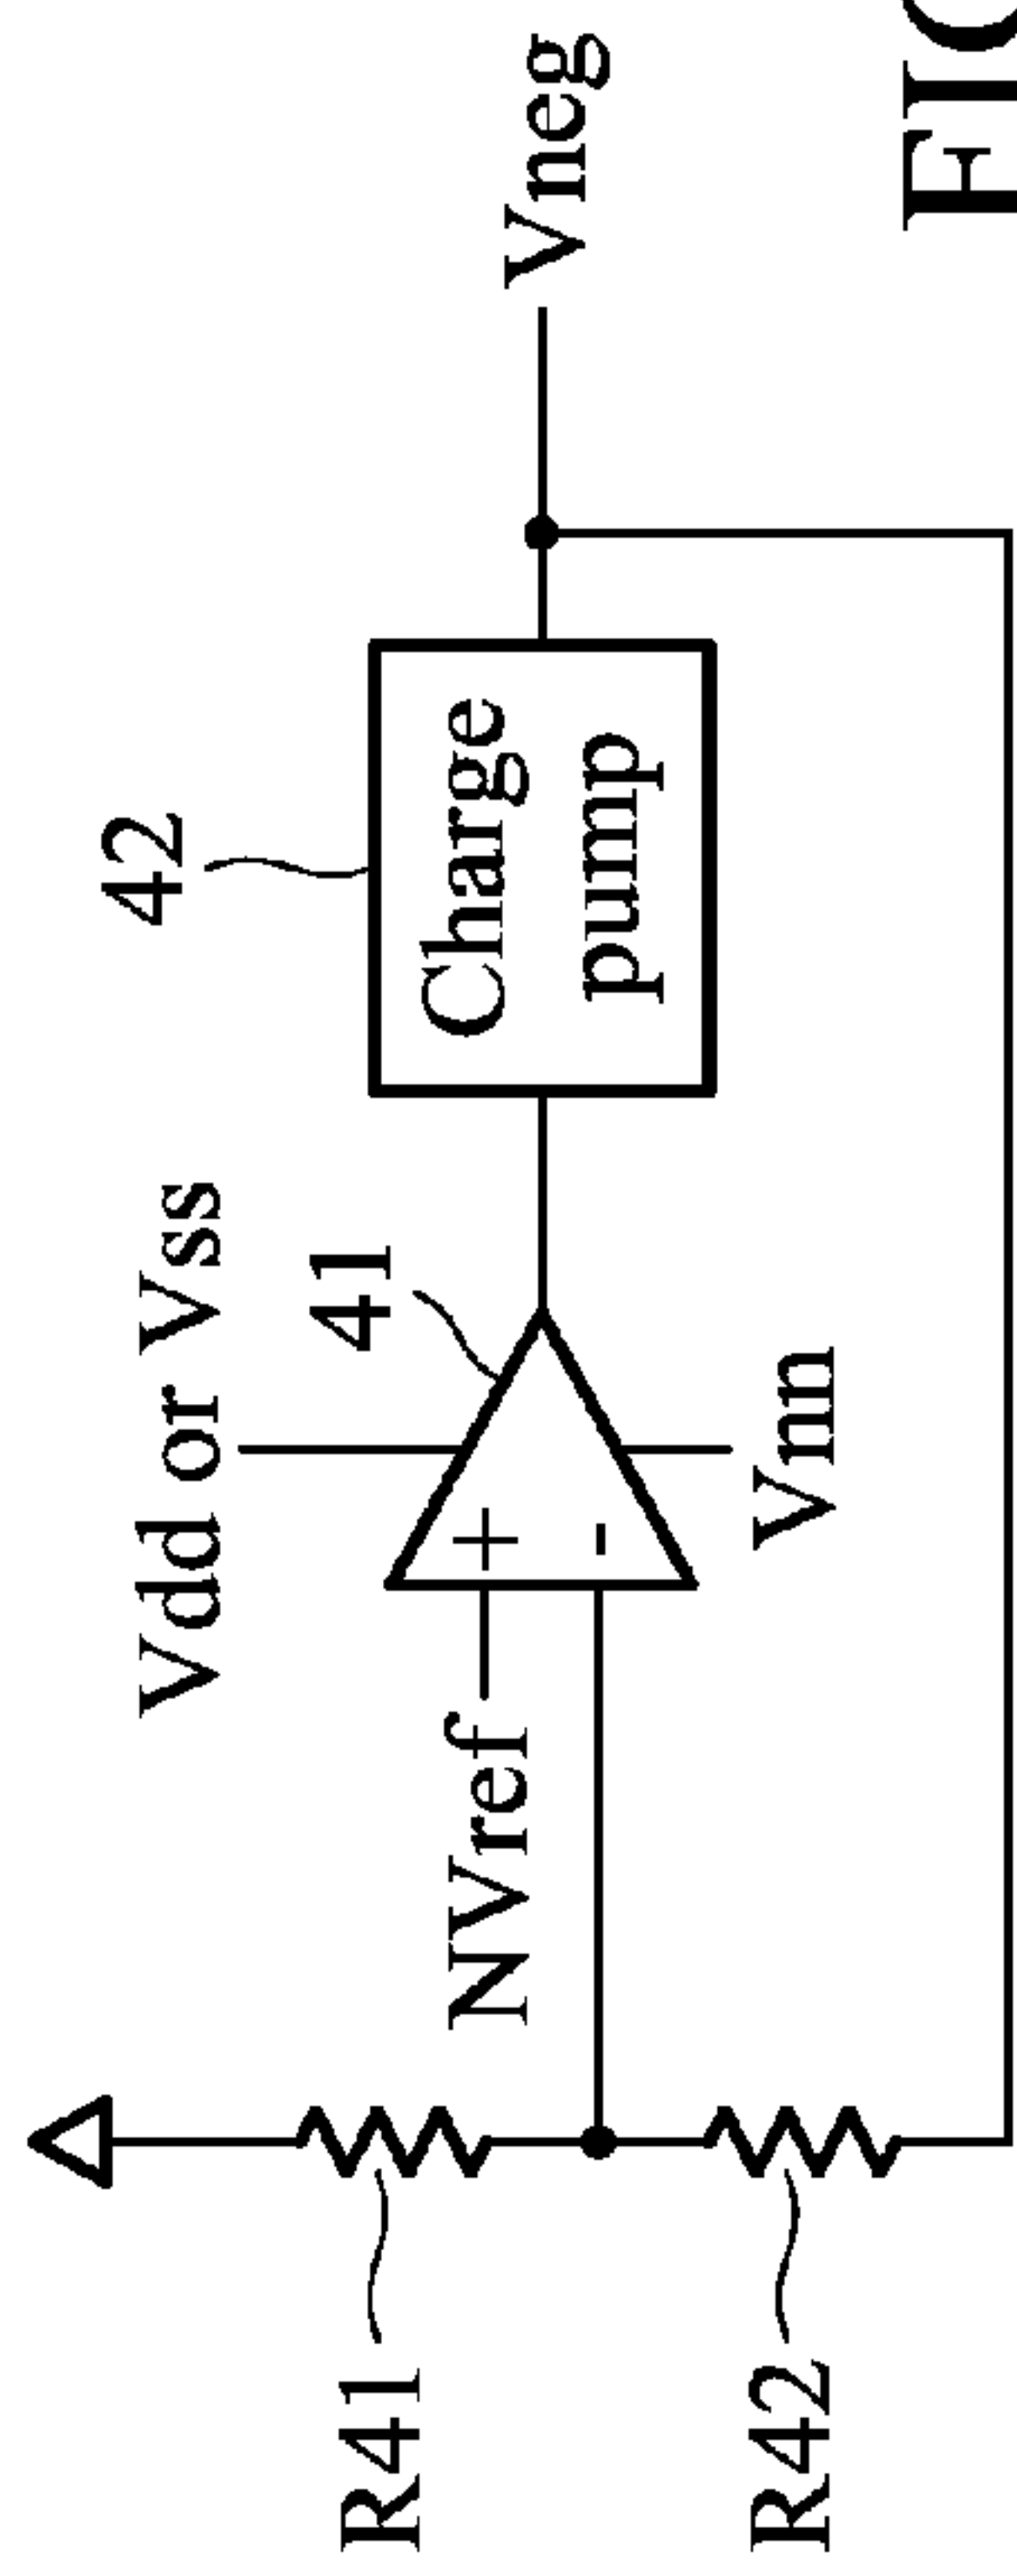 Vdd or Vss
42
41
NVref
+
-
Charge
pump
Vneg
Vnn
R41
R42